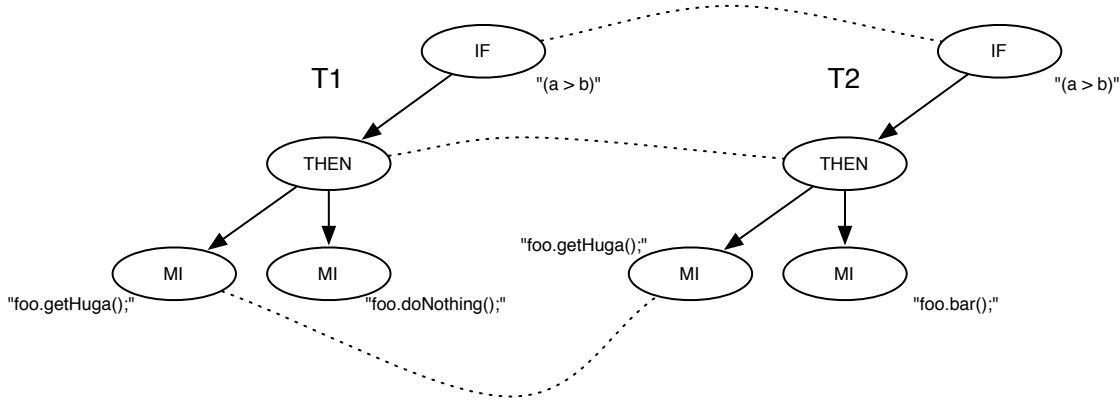 IF
IF
"(a > b)"
"(a > b)"
T1
T2
THEN
THEN
"foo.getHuga();"
MI
MI
MI
MI
"foo.getHuga();"
"foo.doNothing();"
"foo.bar();"